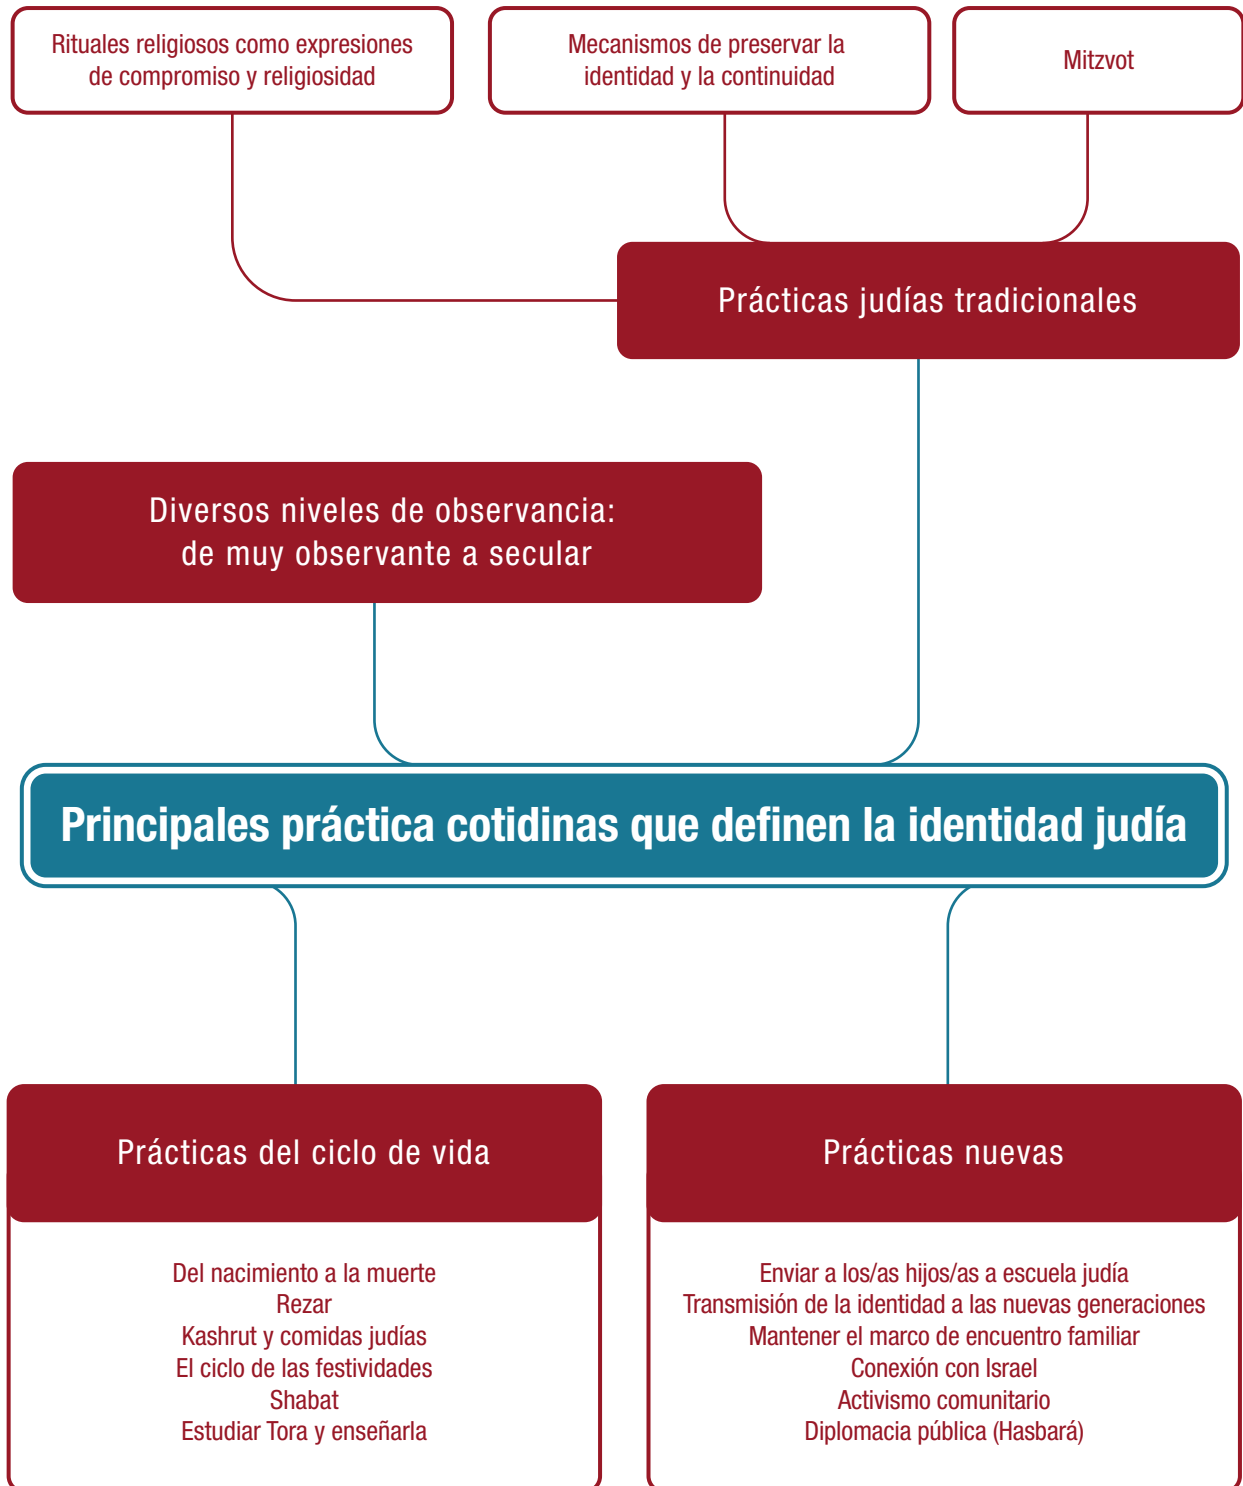 Rituales religiosos como expresiones
de compromiso y religiosidad
Mecanismos de preservar la
identidad y la continuidad
Mitzvot
Prácticas judías tradicionales
Diversos niveles de observancia:
de muy observante a secular
Principales práctica cotidinas que definen la identidad judía
Prácticas del ciclo de vida
Del nacimiento a la muerte
Rezar
Kashrut y comidas judías
El ciclo de las festividades
Shabat
Estudiar Tora y enseñarla
Prácticas nuevas
Enviar a los/as hijos/as a escuela judía
Transmisión de la identidad a las nuevas generaciones
Mantener el marco de encuentro familiar
Conexión con Israel
Activismo comunitario
Diplomacia pública (Hasbará)